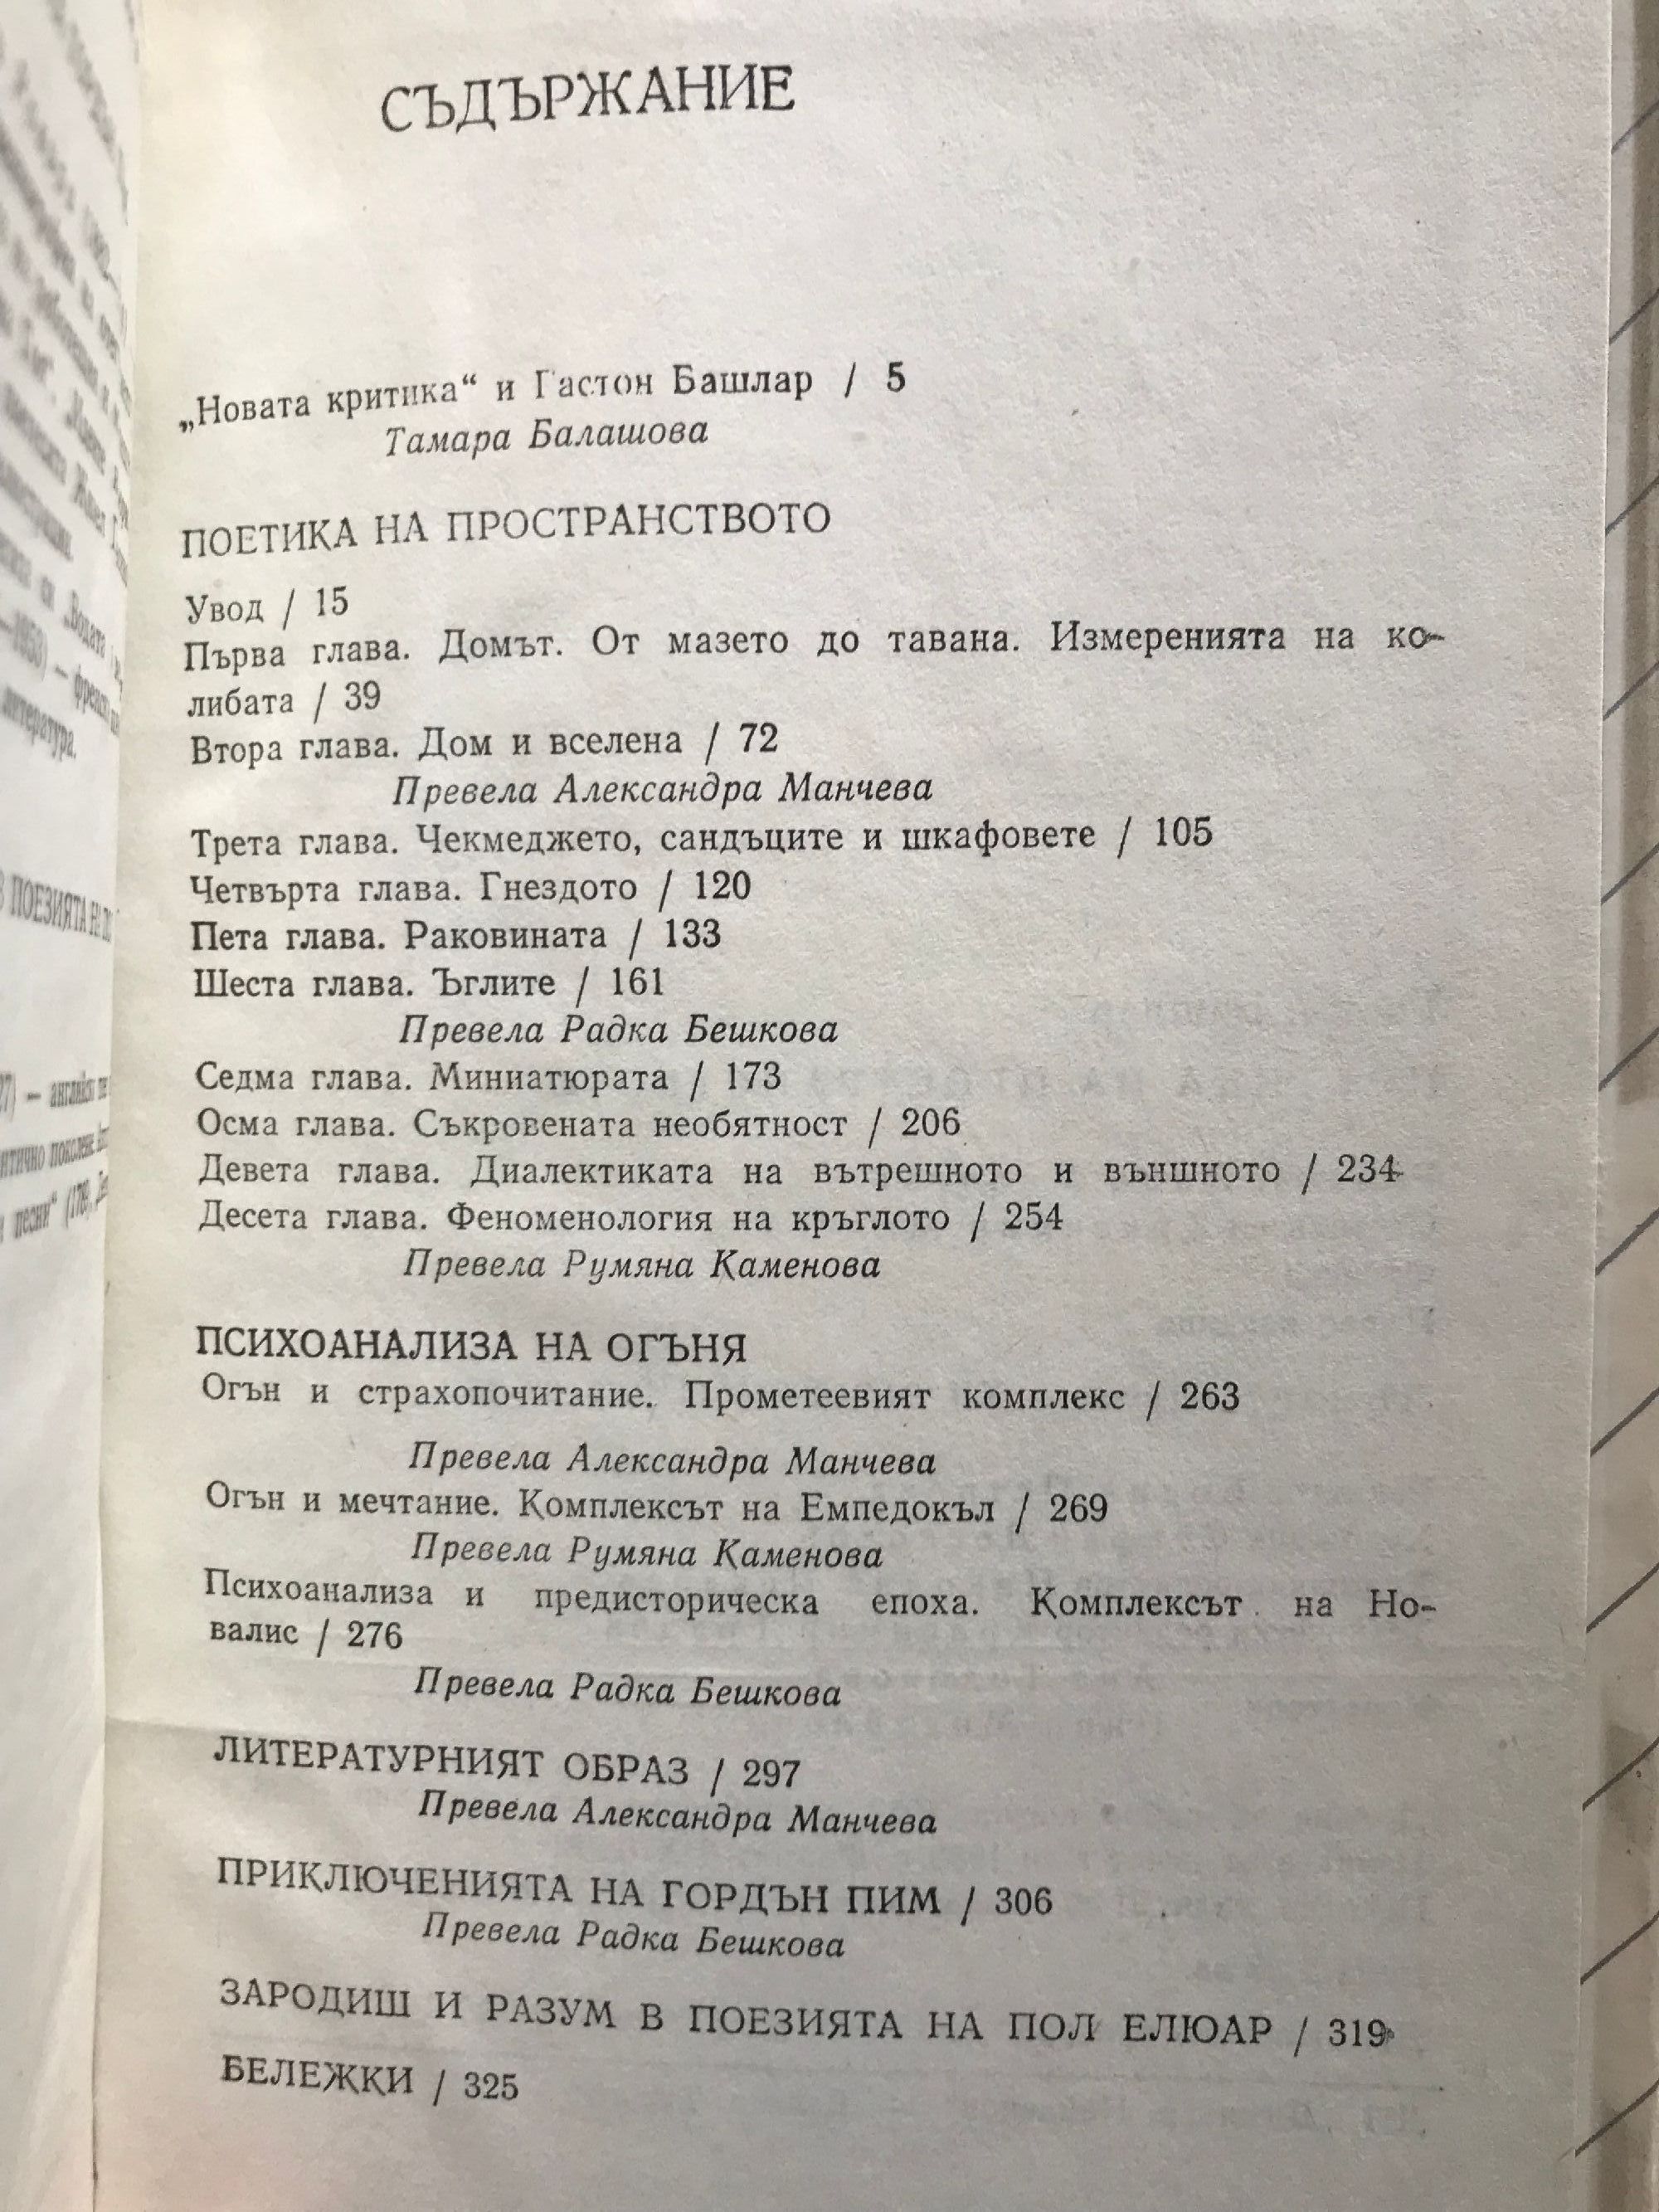 СЪДЪРЖАНИЕ
„Новата критика“ и Гастон Башлар / 5
Тамара Балашова
ПОЕТИКА НА ПРОСТРАНСТВОТО
Увод / 15
Първа глава. Домът. От мазето до тавана. Измеренията на ко-
либата / 39
Втора глава. Дом и вселена / 72
Превела Александра Манчева
Трета глава. Чекмеджето, сандъците и шкафовете / 105
Четвърта глава. Гнездото / 120
Пета глава. Раковината / 133
Шеста глава. Ъглите / 161
Превела Радка Бешкова
Седма глава. Миниатюрата / 173
Осма глава. Съкровената необятност / 206
Девета глава. Диалектиката на вътрешното и външното / 234
Десета глава. Феноменология на кръглото / 254
Превела Румяна Каменова
ПСИХОАНАЛИЗА НА ОГЪНЯ
Огън и страхопочитание. Прометеевият комплекс / 263
Превела Александра Манчева
Огън и мечтание. Комплексът на Емпедокъл / 269
Превела Румяна Каменова
Психоанализа и предисторическа епоха. Комплексът на Но-
валис / 276
Превела Радка Бешкова
ЛИТЕРАТУРНИЯТ ОБРАЗ / 297
Превела Александра Манчева
ПРИКЛЮЧЕНИЯТА НА ГОРДЪН ПИМ / 306
Превела Радка Бешкова
ЗАРОДИШ И РАЗУМ В ПОЕЗИЯТА НА ПОЛ ЕЛЮАР / 319
БЕЛЕЖКИ / 325